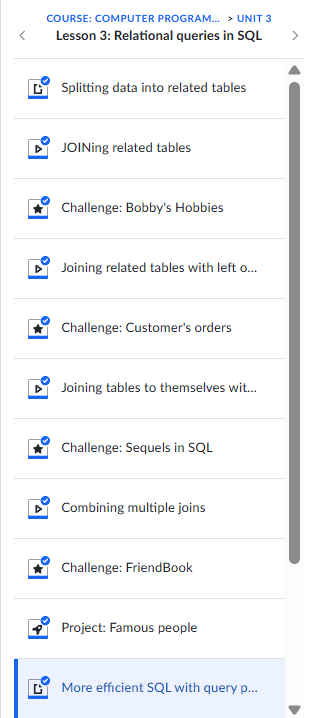 COURSE: COMPUTER PROGRAM... > UNIT 3
Lesson 3: Relational queries in SQL
Splitting data into related tables
JOINing related tables
Challenge: Bobby's Hobbies
Joining related tables with left o...
Challenge: Customer's orders
Joining tables to themselves wit...
Challenge: Sequels in SQL
Combining multiple joins
Challenge: FriendBook
Project: Famous people
More efficient SQL with query p...